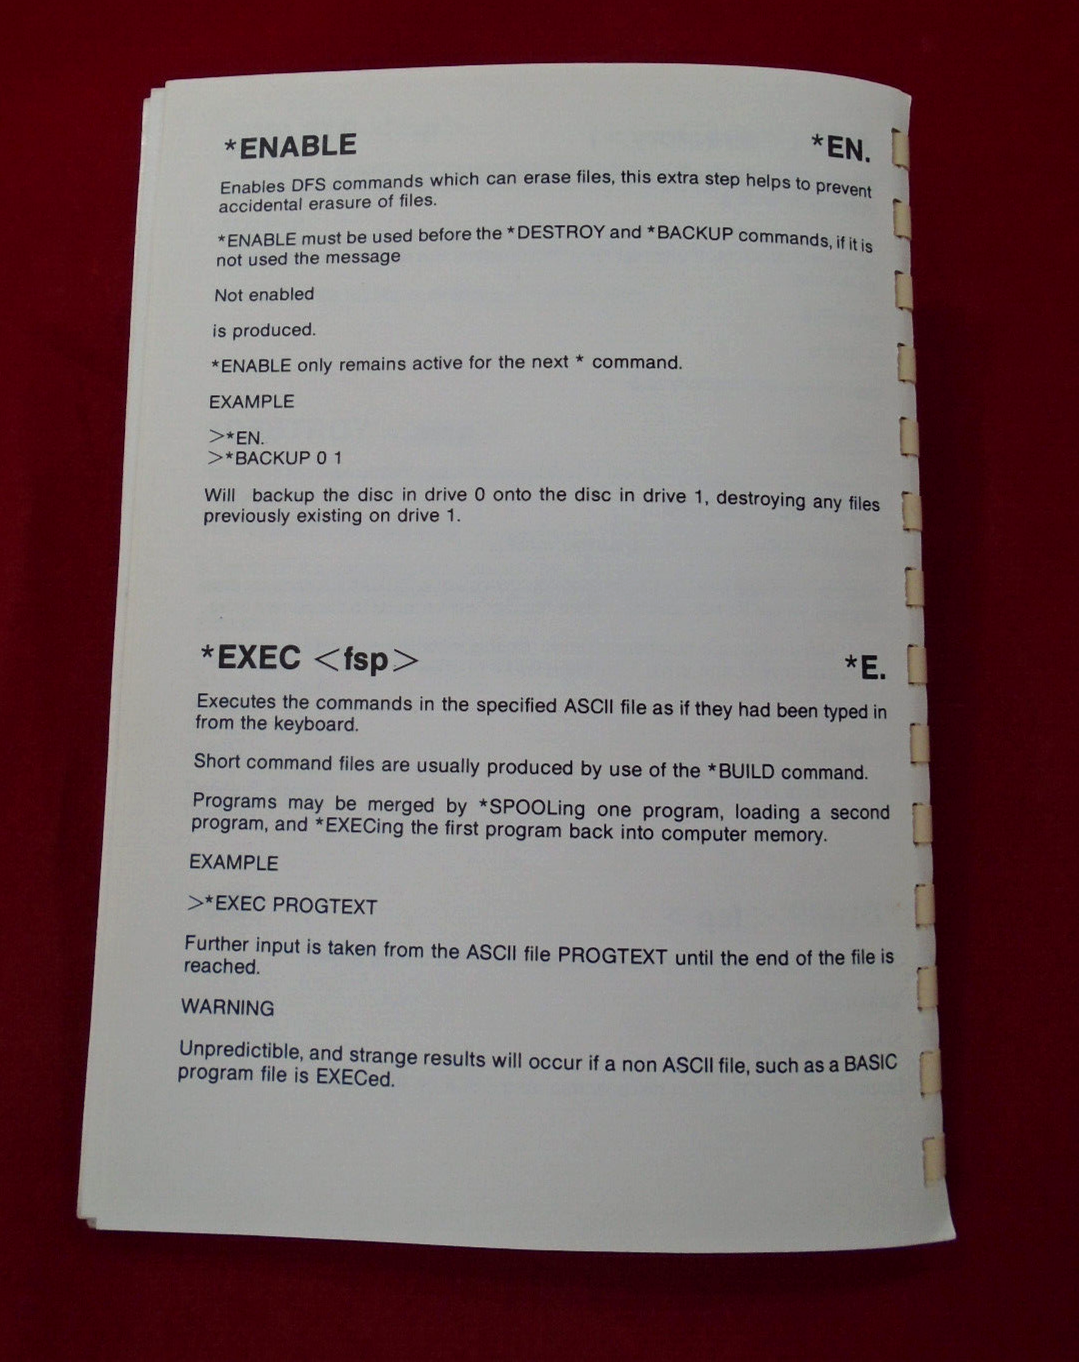 *ENABLE *EN.
Enables DFS commands which can erase files, this extra step helps to prevent
accidental erasure of files.
*ENABLE must be used before the *DESTROY and *BACKUP commands, if it is
not used the message
Not enabled
is produced.
*ENABLE only remains active for the next * command.
EXAMPLE
>*EN.
>*BACKUP 0 1
Will backup the disc in drive 0 onto the disc in drive 1, destroying any files
previously existing on drive 1.
*EXEC <fsp> *E.
Executes the commands in the specified ASCII file as if they had been typed in
from the keyboard.
Short command files are usually produced by use of the *BUILD command.
Programs may be merged by *SPOOLing one program, loading a second
program, and *EXECing the first program back into computer memory.
EXAMPLE
>*EXEC PROGTEXT
Further input is taken from the ASCII file PROGTEXT until the end of the file is
reached.
WARNING
Unpredictible, and strange results will occur if a non ASCII file, such as a BASIC
program file is EXECed.